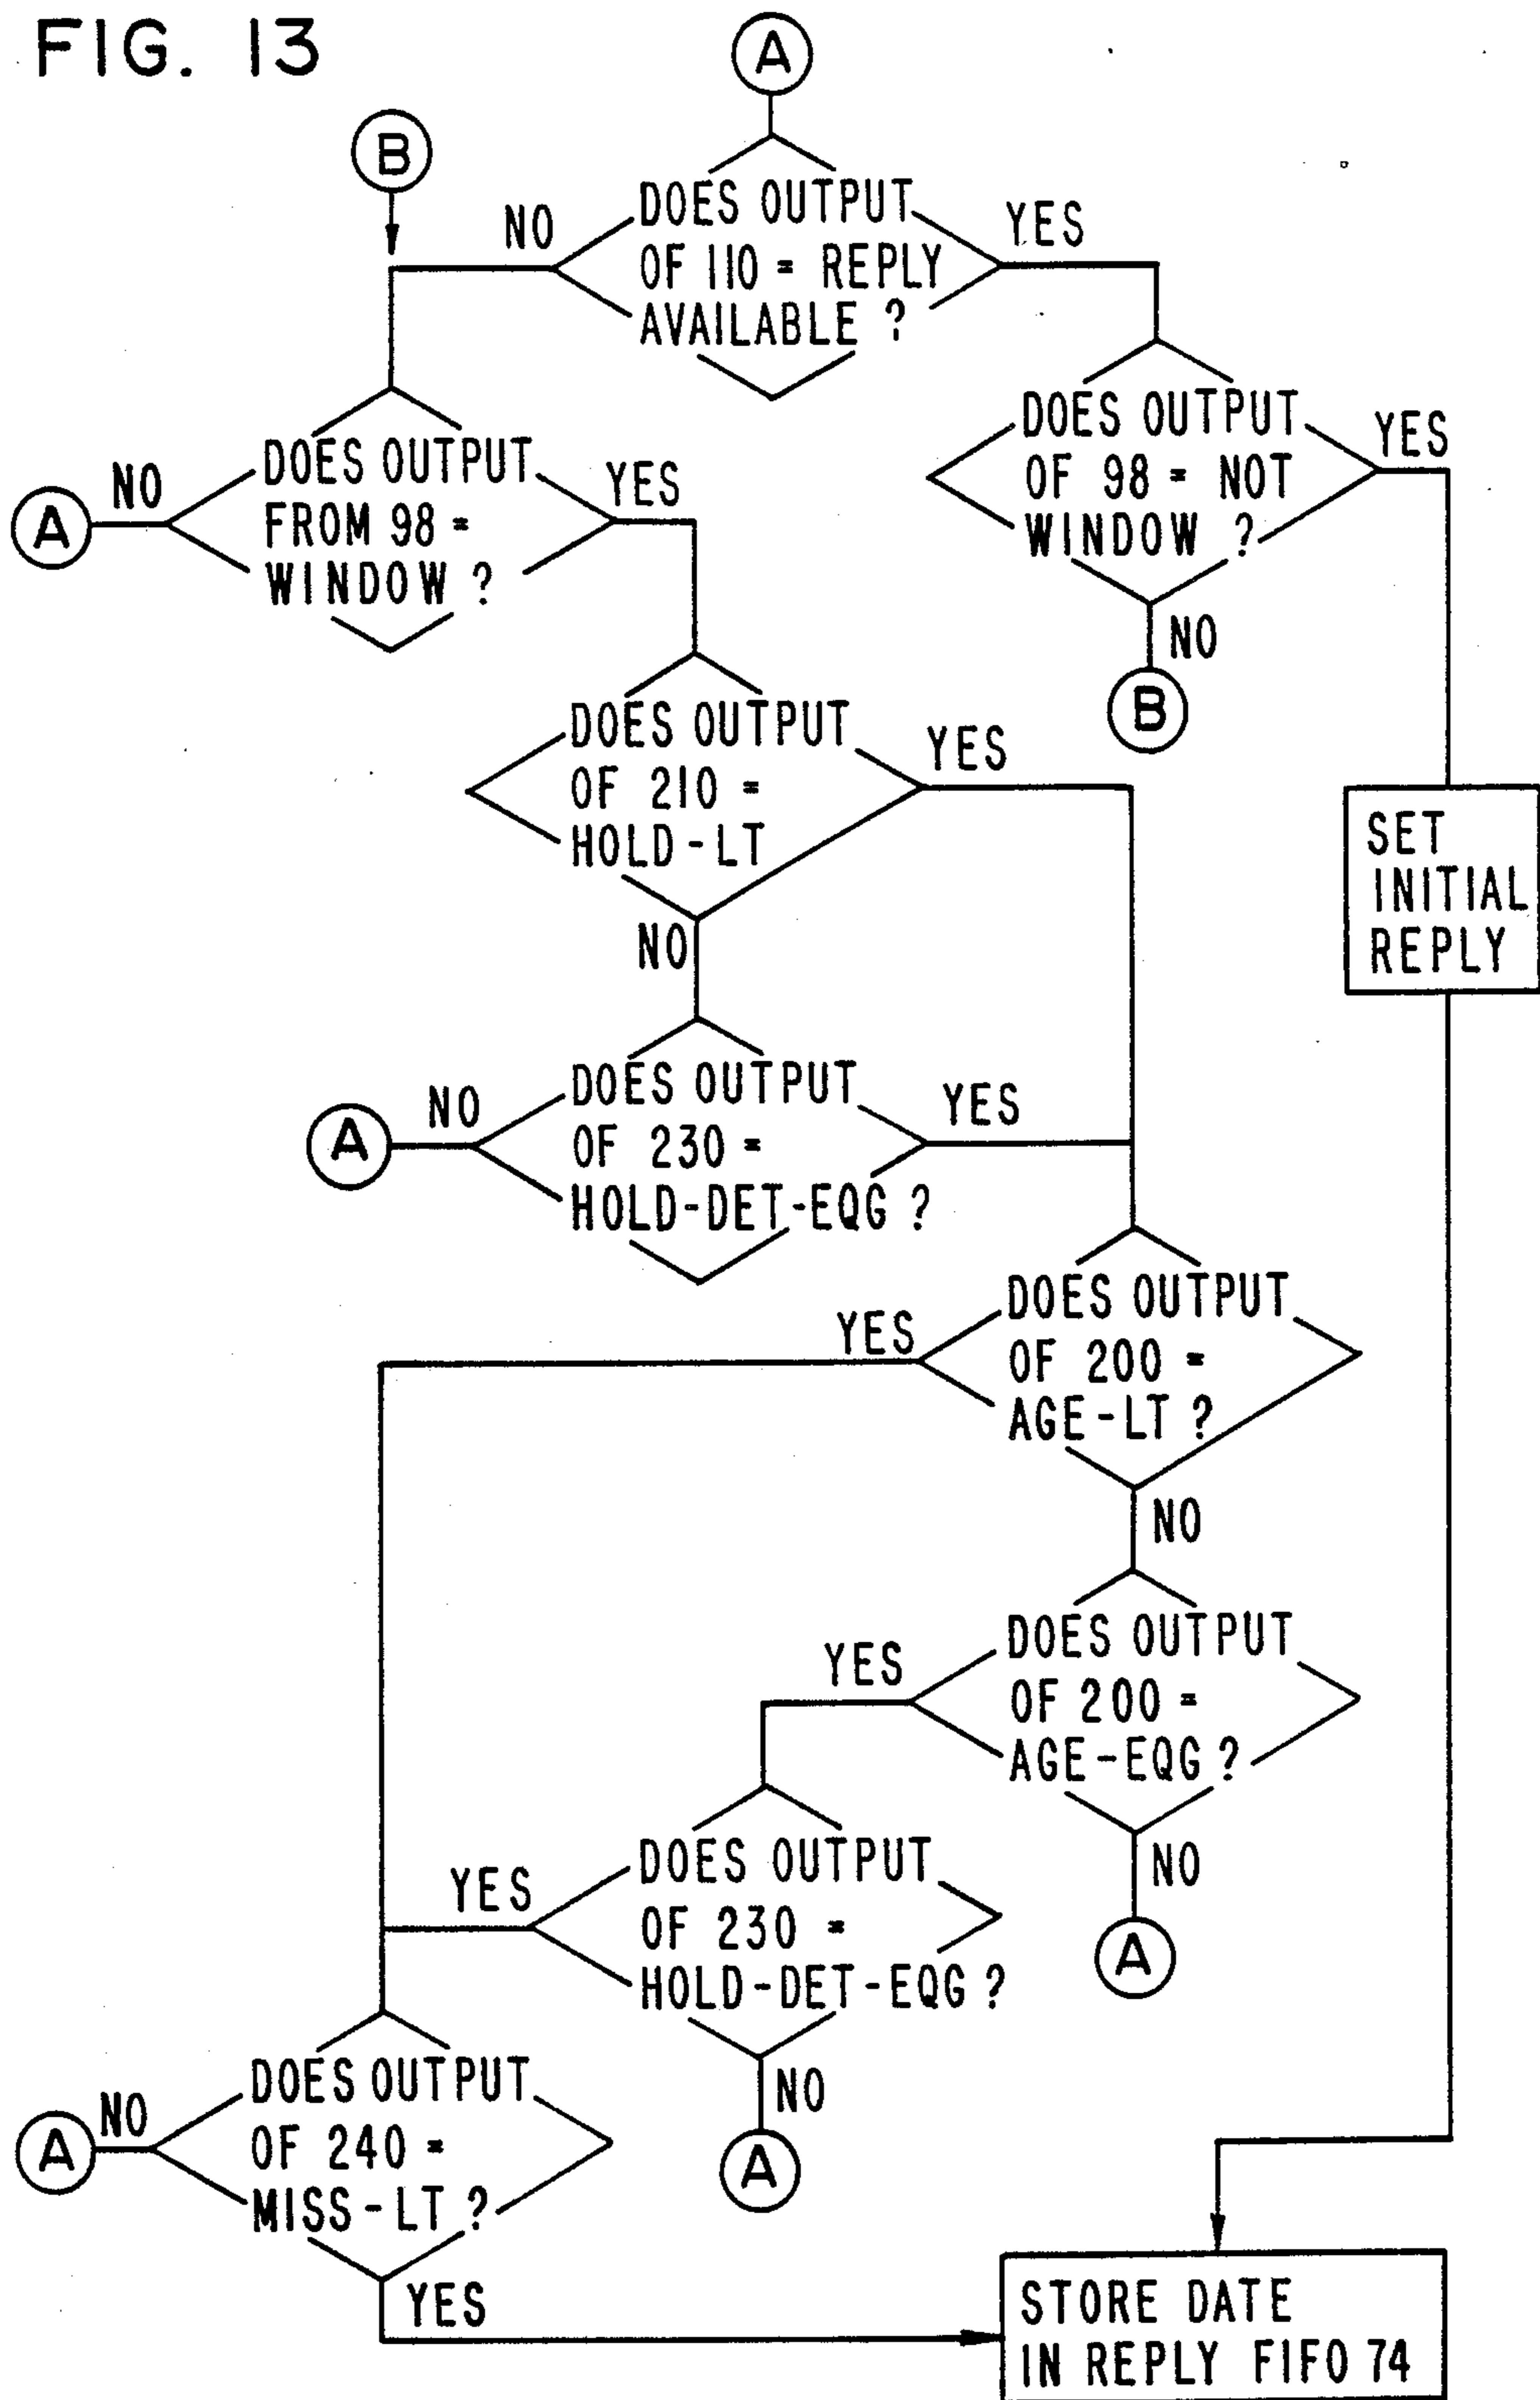 FIG. 13
A
B
DOES OUTPUT
OF 110 = REPLY
AVAILABLE ?
NO
YES
DOES OUTPUT
FROM 98 =
WINDOW ?
NO
A
YES
DOES OUTPUT
OF 98 = NOT
WINDOW ?
YES
NO
B
DOES OUTPUT
OF 210 =
HOLD-LT
YES
NO
SET
INITIAL
REPLY
DOES OUTPUT
OF 230 =
HOLD-DET-EQG ?
NO
A
YES
DOES OUTPUT
OF 200 =
AGE-LT ?
YES
NO
DOES OUTPUT
OF 200 =
AGE-EQG ?
YES
NO
A
DOES OUTPUT
OF 230 =
HOLD-DET-EQG ?
YES
NO
A
DOES OUTPUT
OF 240 =
MISS-LT ?
NO
A
YES
STORE DATE
IN REPLY FIFO 74